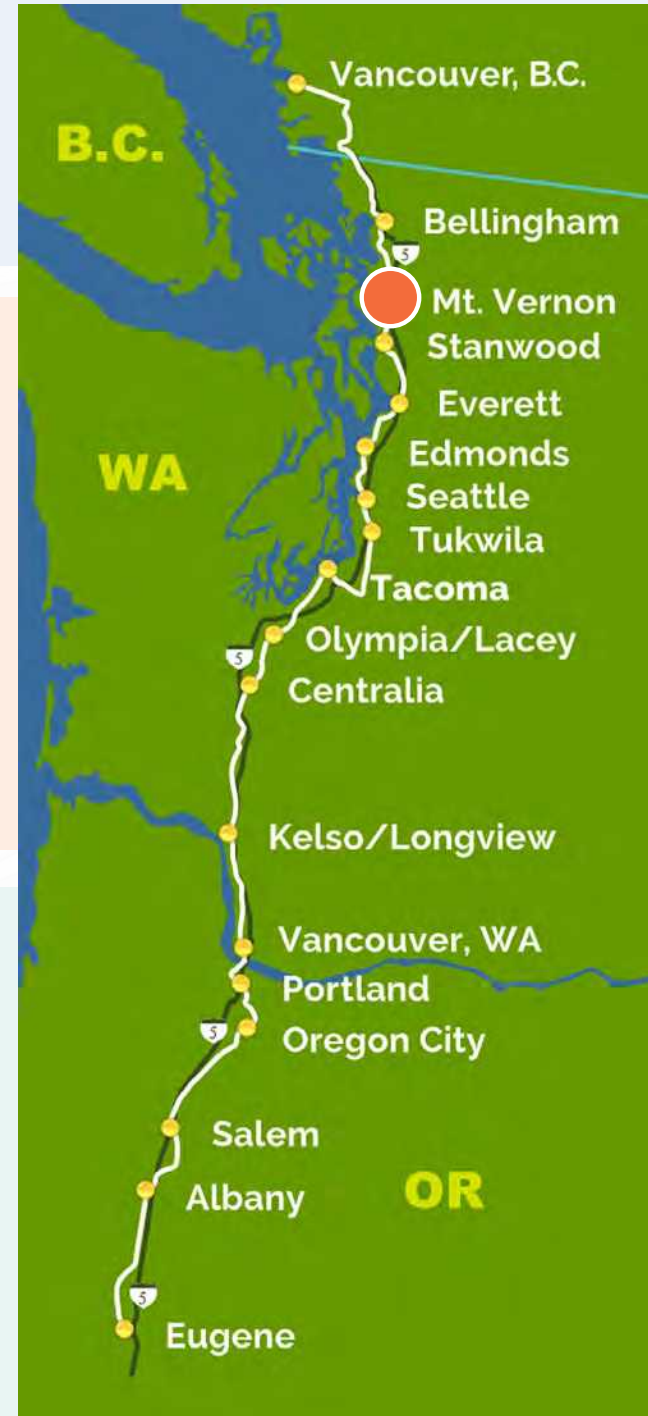 Vancouver, B.C.
B.C.
Bellingham
5
Mt. Vernon
Stanwood
Everett
Edmonds
WA
Seattle
Tukwila
Tacoma
Olympia/Lacey
5
Centralia
Kelso/Longview
Vancouver, WA
Portland
5
Oregon City
Salem
OR
Albany
5
Eugene